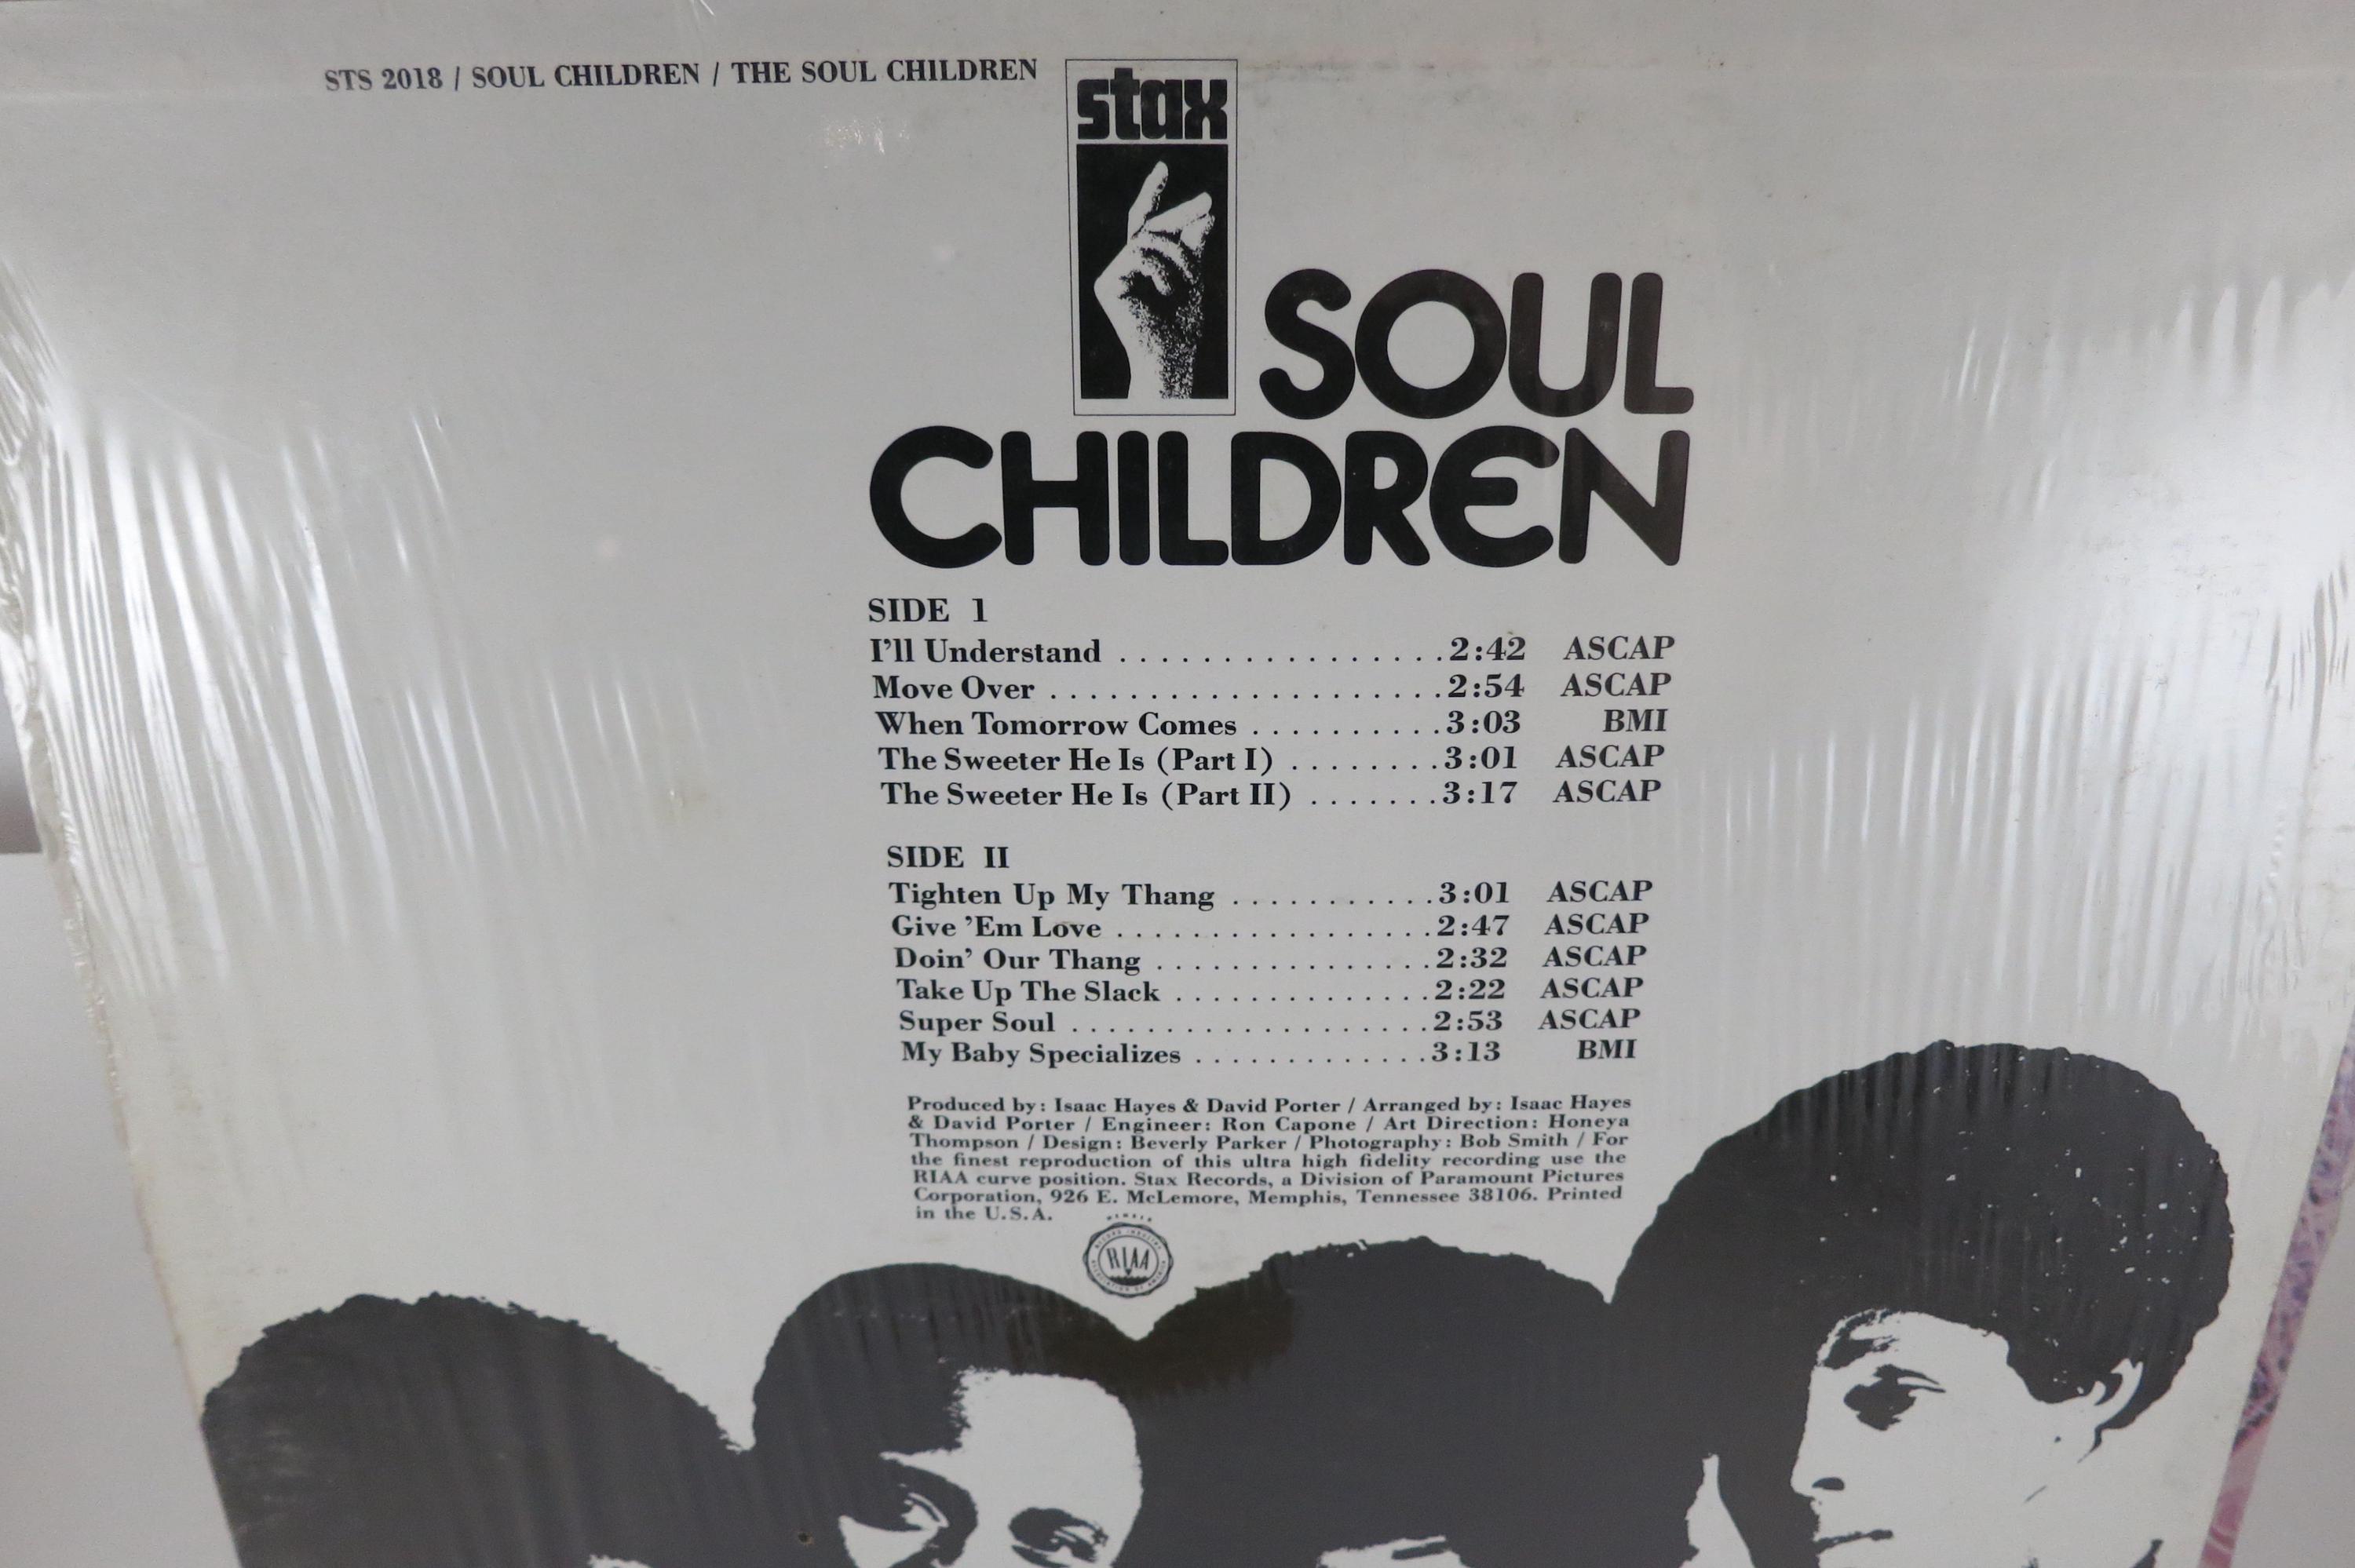 STS 2018 / SOUL CHILDREN / THE SOUL CHILDREN
stax
SOUL
CHILDREN
SIDE 1
I'll Understand ................2:42 ASCAP
Move Over ......................2:54 ASCAP
When Tomorrow Comes ..........3:03 BMI
The Sweeter He Is (Part I) ........3:01 ASCAP
The Sweeter He Is (Part II) .......3:17 ASCAP
SIDE II
Tighten Up My Thang ...........3:01 ASCAP
Give 'Em Love .................2:47 ASCAP
Doin' Our Thang ...............2:32 ASCAP
Take Up The Slack ..............2:22 ASCAP
Super Soul ....................2:53 ASCAP
My Baby Specializes .............3:13 BMI
Produced by: Isaac Hayes & David Porter / Arranged by: Isaac Hayes
& David Porter / Engineer: Ron Capone / Art Direction: Honeya
Thompson / Design: Beverly Parker / Photography: Bob Smith / For
the finest reproduction of this ultra high fidelity recording use the
RIAA curve position. Stax Records, a Division of Paramount Pictures
Corporation, 926 E. McLemore, Memphis, Tennessee 38106. Printed
in the U.S.A.
RIAA